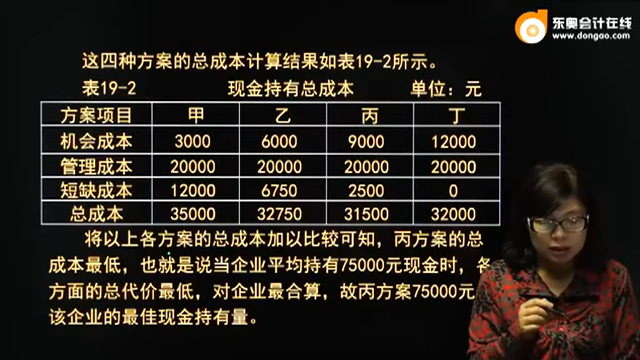 东奥会计在线
www.dongao.com
这四种方案的总成本计算结果如表19-2所示。
表19-2 现金持有总成本 单位：元
方案项目 甲 乙 丙 丁
机会成本 3000 6000 9000 12000
管理成本 20000 20000 20000 20000
短缺成本 12000 6750 2500 0
总成本 35000 32750 31500 32000
将以上各方案的总成本加以比较可知，丙方案的总
成本最低，也就是说当企业平均持有75000元现金时，各
方面的总代价最低，对企业最合算，故丙方案75000元
该企业的最佳现金持有量。